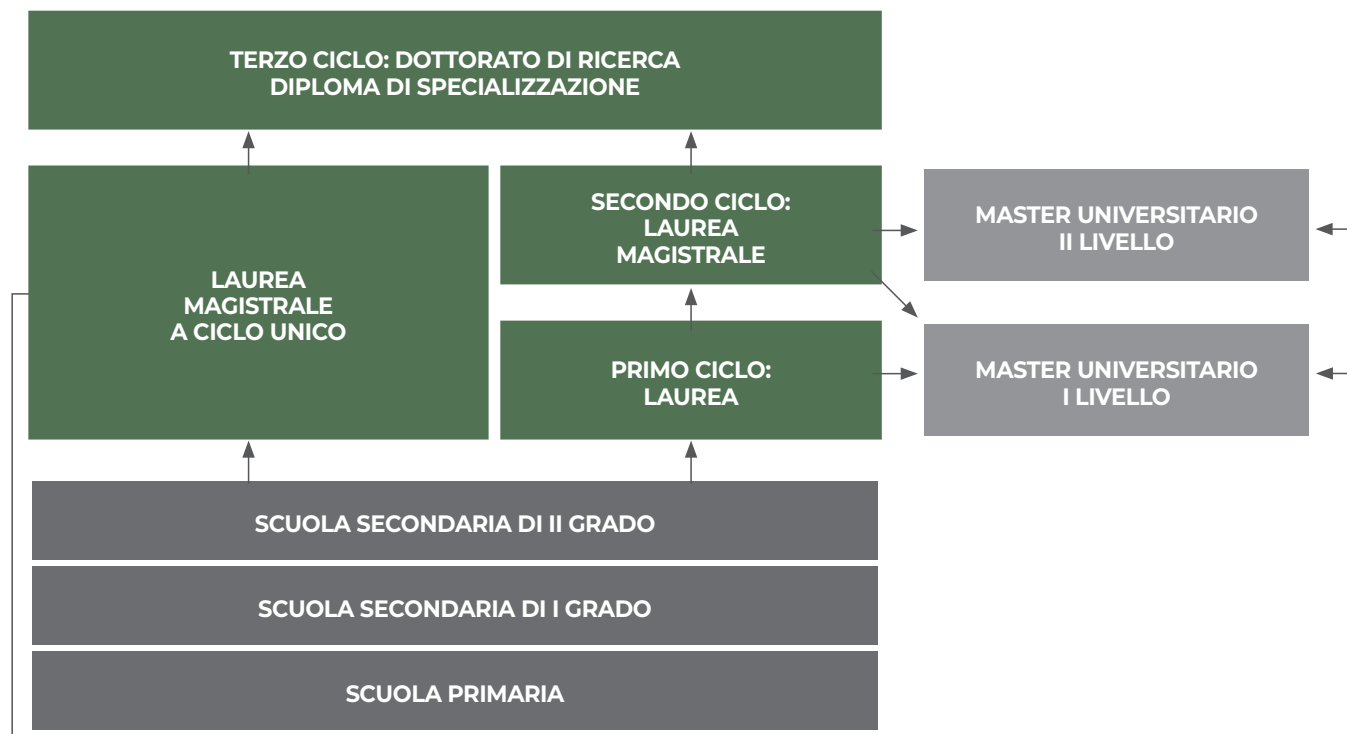 TERZO CICLO: DOTTORATO DI RICERCA
DIPLOMA DI SPECIALIZZAZIONE
LAUREA
MAGISTRALE
A CICLO UNICO
SECONDO CICLO:
LAUREA
MAGISTRALE
MASTER UNIVERSITARIO
II LIVELLO
PRIMO CICLO:
LAUREA
MASTER UNIVERSITARIO
I LIVELLO
SCUOLA SECONDARIA DI II GRADO
SCUOLA SECONDARIA DI I GRADO
SCUOLA PRIMARIA